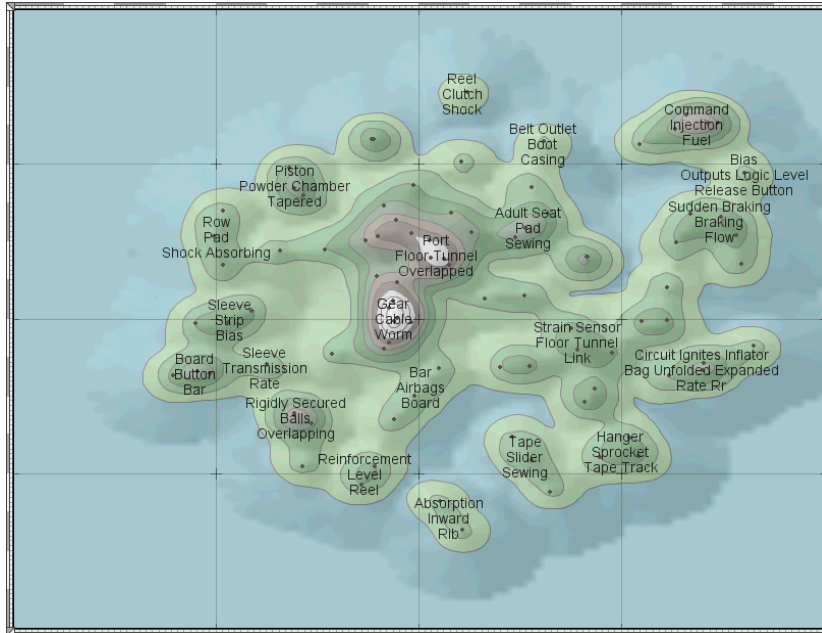 Reel
Clutch
Shock
Command
Injection
Fuel
Belt Outlet
Boot
Casing
Bias
Outputs Logic Level
Release Button
Sudden Braking
Braking
Flow
Piston
Powder Chamber
Tapered
Row
Pad
Shock Absorbing
Adult Seat
Pad
Sewing
Port
Floor Tunnel
Overlapped
Gear
Cable
Worm
Sleeve
Strip
Bias
Strain Sensor
Floor Tunnel
Link
Board
Button
Bar
Sleeve
Transmission
Rate
Circuit Ignites Inflator
Bag Unfolded Expanded
Rate Rr
Bar
Airbags
Board
Rigidly Secured
Balls
Overlapping
Tape
Slider
Sewing
Hanger
Sprocket
Tape Track
Reinforcement
Level
Reel
Absorption
Inward
Rib